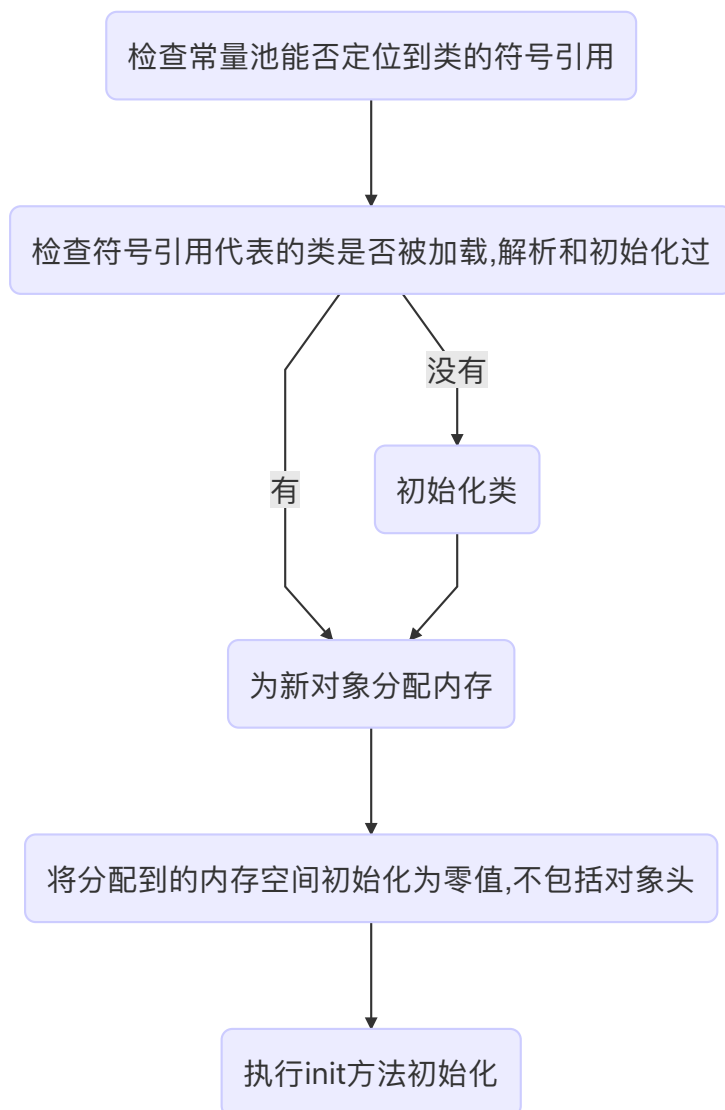 检查常量池能否定位到类的符号引用
检查符号引用代表的类是否被加载,解析和初始化过
没有
有
初始化类
为新对象分配内存
将分配到的内存空间初始化为零值,不包括对象头
执行init方法初始化